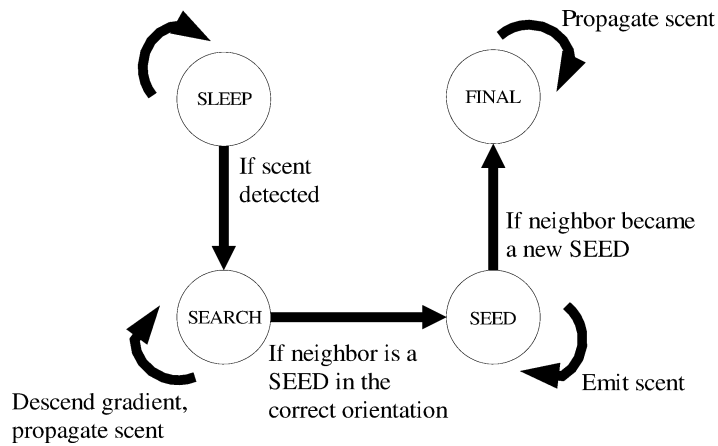 Propagate scent
SLEEP
FINAL
If scent
detected
If neighbor became
a new SEED
SEARCH
SEED
If neighbor is a
SEED in the
correct orientation
Emit scent
Descend gradient,
propagate scent